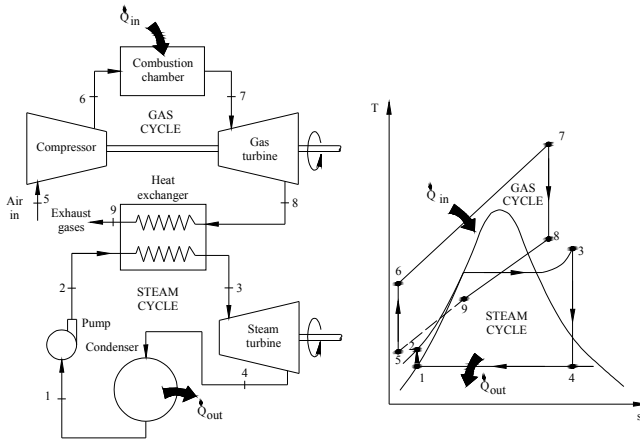 Q̇in
Combustion
chamber
6
7
GAS
CYCLE
Compressor
Gas
turbine
Air
in
5
Heat
exchanger
8
Exhaust
gases
9
2
3
STEAM
CYCLE
Pump
Condenser
Steam
turbine
4
1
Q̇out
T
7
GAS
CYCLE
Q̇in
8
3
6
9
STEAM
CYCLE
5
2
1
Q̇out
4
s